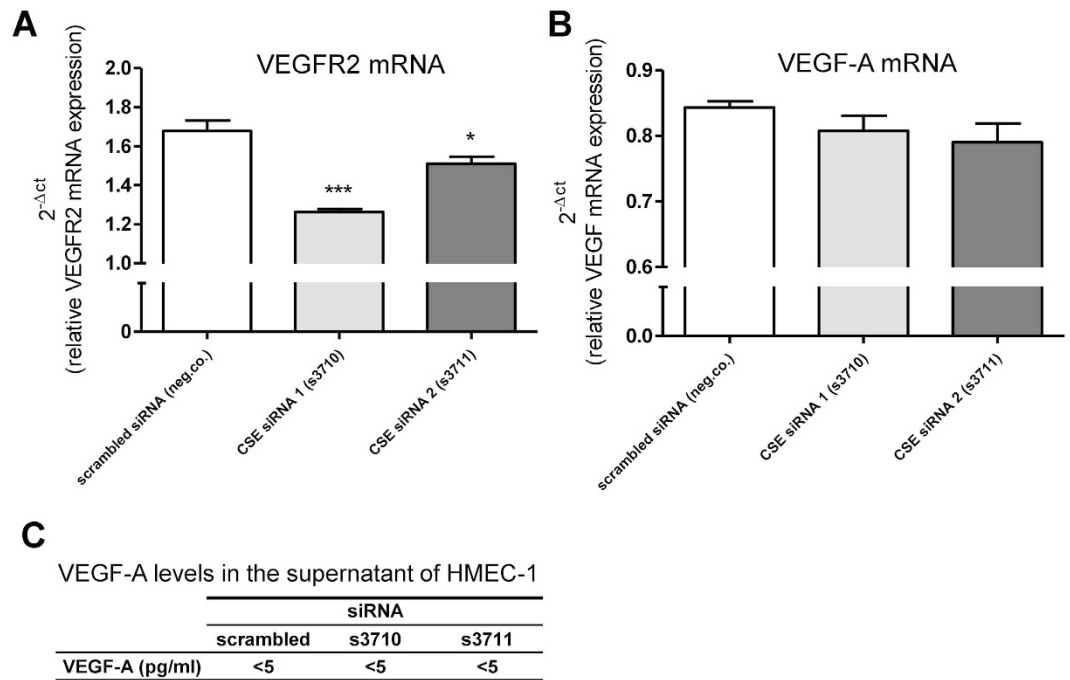 A
VEGFR2 mRNA
2-Δct
(relative VEGFR2 mRNA expression)
2.0
1.8
1.6
1.4
1.2
1.0
0
***
*
scrambled siRNA (neg.co.)
CSE siRNA 1 (s3710)
CSE siRNA 2 (s3711)
B
VEGF-A mRNA
2-Δct
(relative VEGF mRNA expression)
0.9
0.8
0.7
0.6
0.0
scrambled siRNA (neg.co.)
CSE siRNA 1 (s3710)
CSE siRNA 2 (s3711)
C
VEGF-A levels in the supernatant of HMEC-1
siRNA
scrambled s3710 s3711
VEGF-A (pg/ml) <5 <5 <5